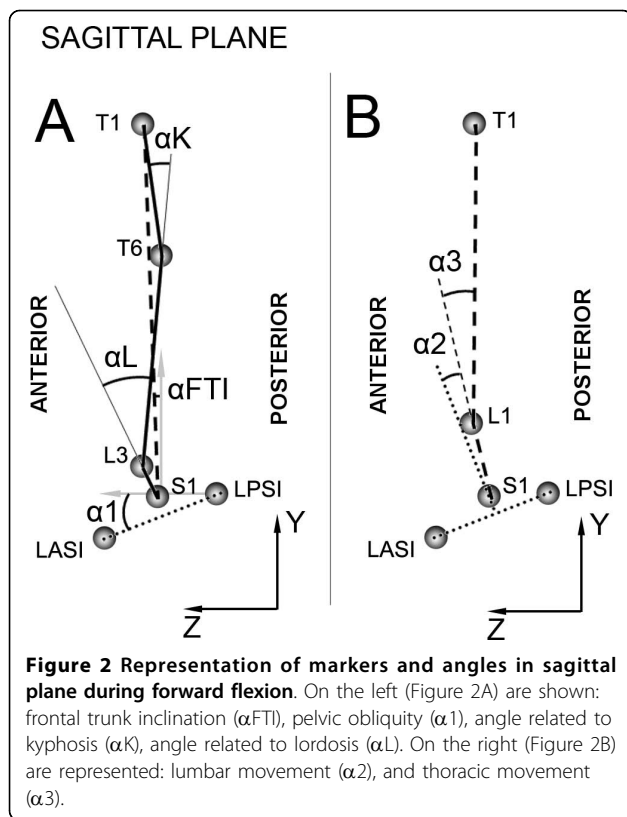 SAGITTAL PLANE
A
T1
αK
T6
ANTERIOR
POSTERIOR
αL
αFTI
L3
S1
LPSI
α1
LASI
Y
Z
B
T1
α3
α2
ANTERIOR
POSTERIOR
L1
S1
LPSI
LASI
Y
Z
Figure 2 Representation of markers and angles in sagittal
plane during forward flexion. On the left (Figure 2A) are shown:
frontal trunk inclination (αFTI), pelvic obliquity (α1), angle related to
kyphosis (αK), angle related to lordosis (αL). On the right (Figure 2B)
are represented: lumbar movement (α2), and thoracic movement
(α3).